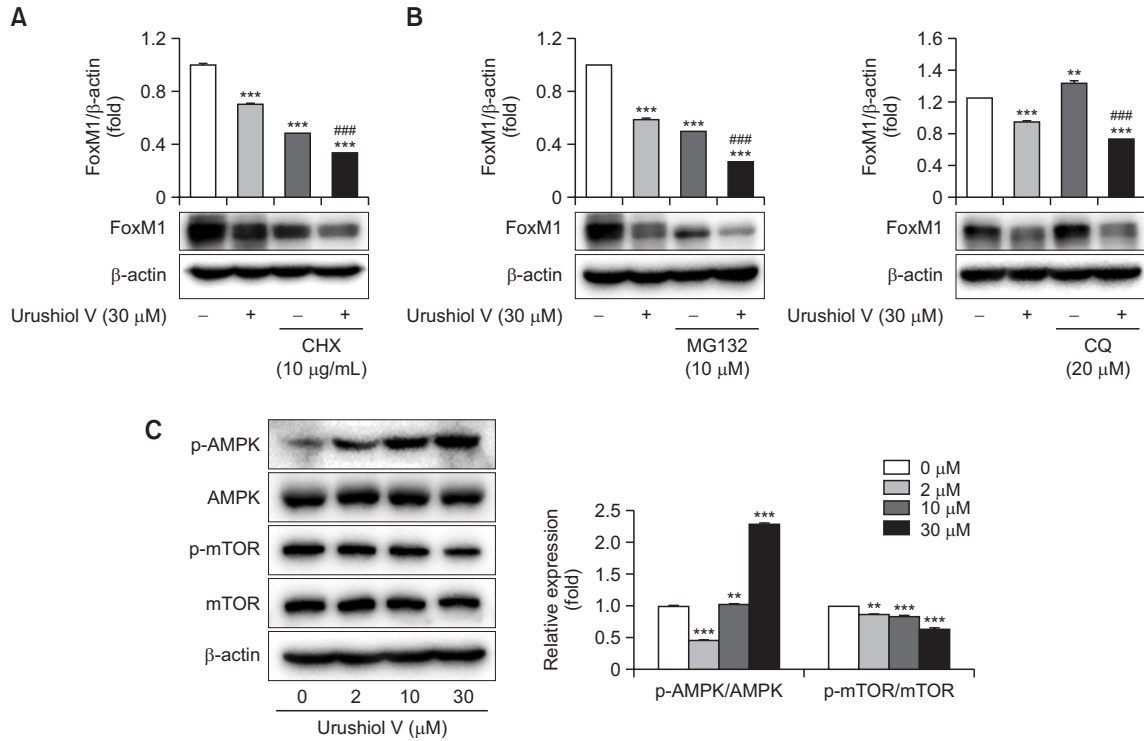 A
FoxM1/β-actin
(fold)
1.2
0.8
0.4
0
***
***
###
***
FoxM1
β-actin
Urushiol V (30 μM)
– + – +
CHX
(10 μg/mL)
B
FoxM1/β-actin
(fold)
1.2
0.8
0.4
0
***
***
###
***
FoxM1
β-actin
Urushiol V (30 μM)
– + – +
MG132
(10 μM)
FoxM1/β-actin
(fold)
1.6
1.4
1.2
0.8
0.4
0
***
**
###
***
FoxM1
β-actin
Urushiol V (30 μM)
– + – +
CQ
(20 μM)
C
p-AMPK
AMPK
p-mTOR
mTOR
β-actin
0 2 10 30
Urushiol V (μM)
0 μM
2 μM
10 μM
30 μM
Relative expression
(fold)
2.5
2.0
1.5
1.0
0.5
0
***
**
***
**
***
***
p-AMPK/AMPK p-mTOR/mTOR